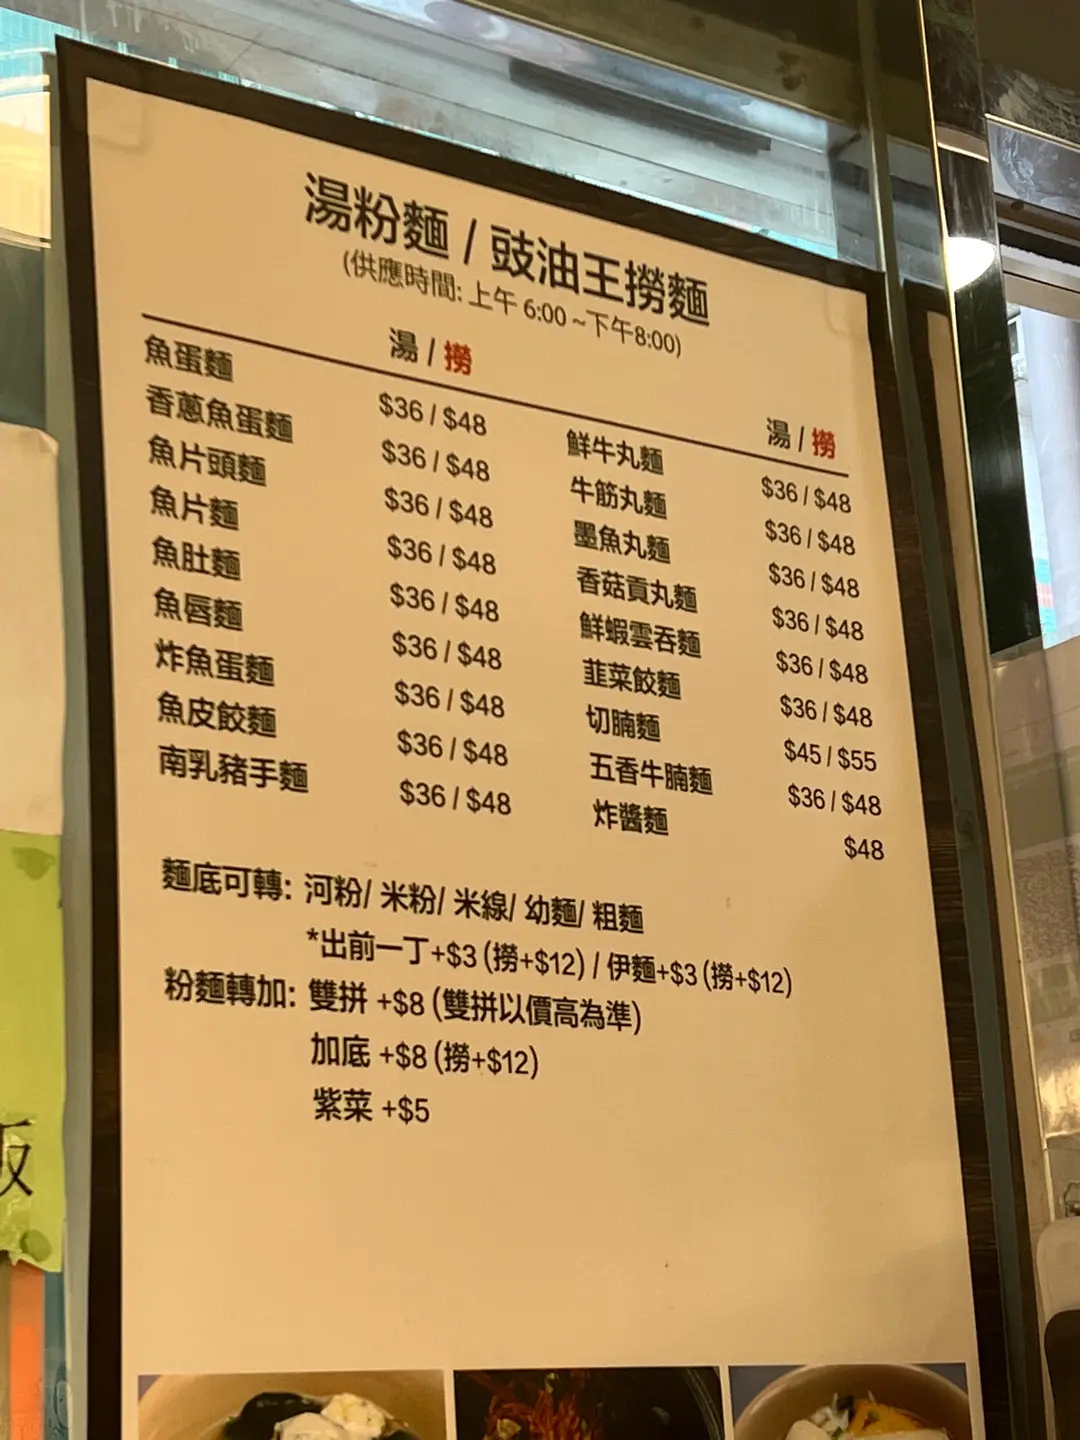 湯粉麵 / 豉油王撈麵
(供應時間: 上午 6:00 ~下午8:00)
湯 / 撈
魚蛋麵 $36 / $48
香蔥魚蛋麵 $36 / $48
魚片頭麵 $36 / $48
魚片麵 $36 / $48
魚肚麵 $36 / $48
魚唇麵 $36 / $48
炸魚蛋麵 $36 / $48
魚皮餃麵 $36 / $48
南乳豬手麵 $36 / $48
湯 / 撈
鮮牛丸麵 $36 / $48
牛筋丸麵 $36 / $48
墨魚丸麵 $36 / $48
香菇貢丸麵 $36 / $48
鮮蝦雲吞麵 $36 / $48
韮菜餃麵 $36 / $48
切腩麵 $45 / $55
五香牛腩麵 $36 / $48
炸醬麵 $48
麵底可轉: 河粉/ 米粉/ 米線/ 幼麵/ 粗麵
*出前一丁+$3 (撈+$12) / 伊麵+$3 (撈+$12)
粉麵轉加: 雙拼 +$8 (雙拼以價高為準)
加底 +$8 (撈+$12)
紫菜 +$5